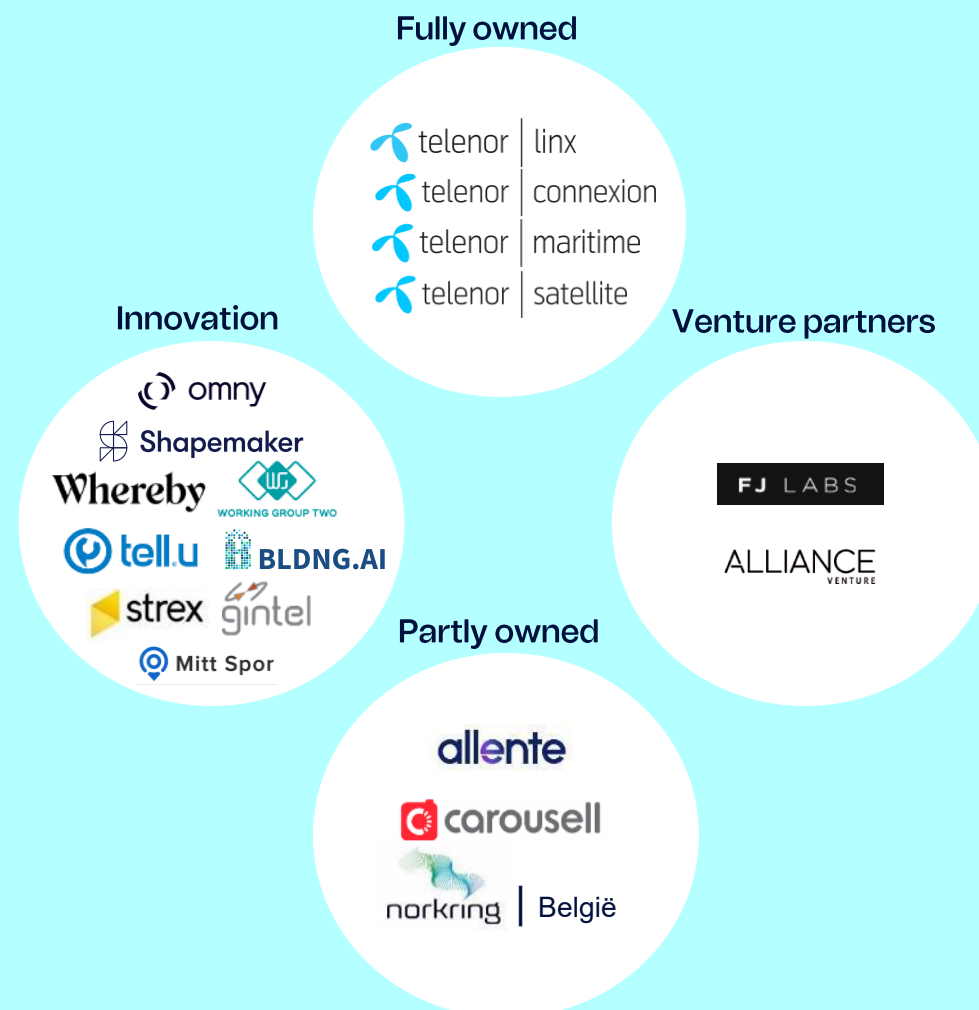 Fully owned
telenor | linx
telenor | connexion
telenor | maritime
telenor | satellite
Innovation
omny
Shapemaker
Whereby
WG
WORKING GROUP TWO
tell.u
BLDNG.AI
strex
gintel
Mitt Spor
Venture partners
FJ LABS
ALLIANCE
VENTURE
Partly owned
allente
carousell
norkring | België